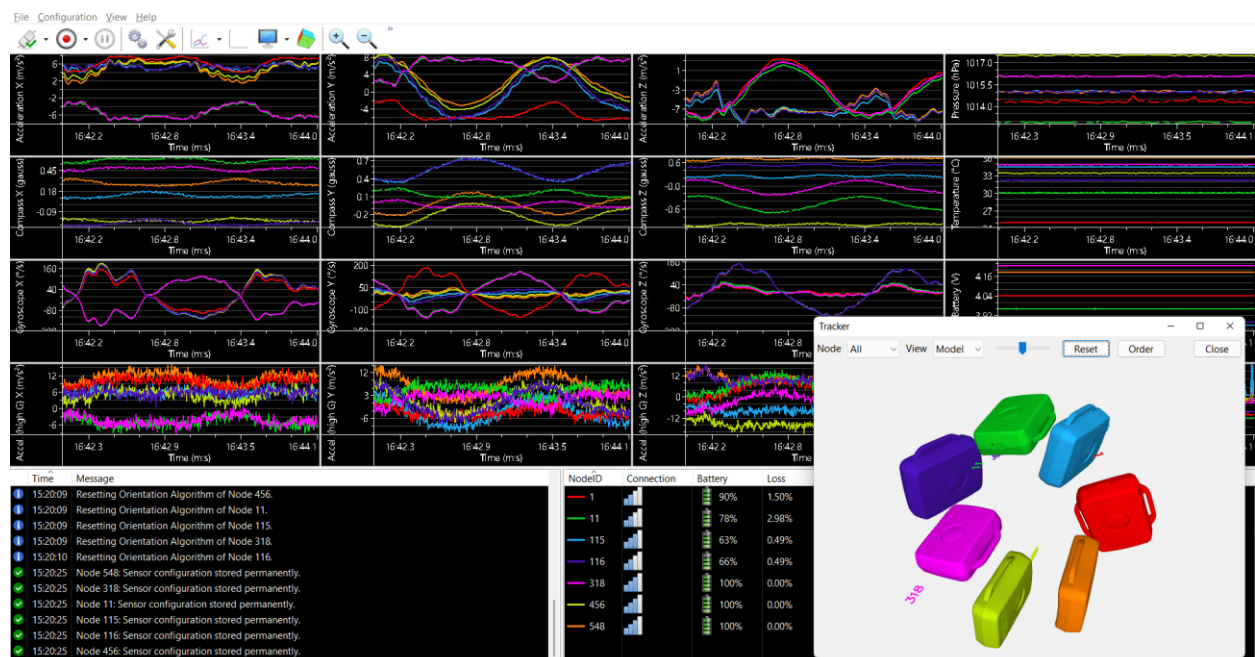 File Configuration View Help
»
Acceleration X (m/s²)
6
2
-2
-6
16:42.2 16:42.8 16:43.4 16:44.0
Time (m:s)
Acceleration Y (m/s²)
8
4
0
-4
16:42.2 16:42.8 16:43.4 16:44.0
Time (m:s)
Acceleration Z (m/s²)
3
-1
-7
16:42.2 16:42.8 16:43.4 16:44.0
Time (m:s)
Pressure (hPa)
1017.0
1015.5
1014.0
16:42.3 16:42.9 16:43.5 16:44.1
Time (m:s)
Compass X (gauss)
0.45
0.18
-0.09
16:42.2 16:42.8 16:43.4 16:44.0
Time (m:s)
Compass Y (gauss)
0.7
0.4
0.1
-0.2
16:42.2 16:42.8 16:43.4 16:44.0
Time (m:s)
Compass Z (gauss)
0.6
-0.0
-0.6
16:42.2 16:42.8 16:43.4 16:44.0
Time (m:s)
Temperature (°C)
33
30
27
16:42.2 16:42.8 16:43.4 16:44.0
Time (m:s)
Gyroscope X (°/s)
160
40
-80
16:42.2 16:42.8 16:43.4 16:44.0
Time (m:s)
Gyroscope Y (°/s)
200
50
-100
16:42.2 16:42.8 16:43.4 16:44.0
Time (m:s)
Gyroscope Z (°/s)
180
40
-80
16:42.2 16:42.8 16:43.4 16:44.0
Time (m:s)
Battery (V)
4.16
4.04
3.92
Accel (high G) X (m/s²)
12
6
0
-6
16:42.3 16:42.9 16:43.5 16:44.1
Time (m:s)
Accel (high G) Y (m/s²)
12
3
-6
16:42.3 16:42.9 16:43.5 16:44.1
Time (m:s)
Accel (high G) Z (m/s²)
12
0
-12
16:42.3 16:42.9
44.1
Tracker
Node All View Model Reset Order Close
318
Time Message
15:20:09 Resetting Orientation Algorithm of Node 456.
15:20:09 Resetting Orientation Algorithm of Node 11.
15:20:09 Resetting Orientation Algorithm of Node 115.
15:20:09 Resetting Orientation Algorithm of Node 318.
15:20:10 Resetting Orientation Algorithm of Node 116.
15:20:25 Node 548: Sensor configuration stored permanently.
15:20:25 Node 318: Sensor configuration stored permanently.
15:20:25 Node 11: Sensor configuration stored permanently.
15:20:25 Node 115: Sensor configuration stored permanently.
15:20:25 Node 116: Sensor configuration stored permanently.
15:20:25 Node 456: Sensor configuration stored permanently.
NodeID Connection Battery Loss
1 90% 1.50%
11 78% 2.98%
115 63% 0.49%
116 66% 0.49%
318 100% 0.00%
456 100% 0.00%
548 100% 0.00%